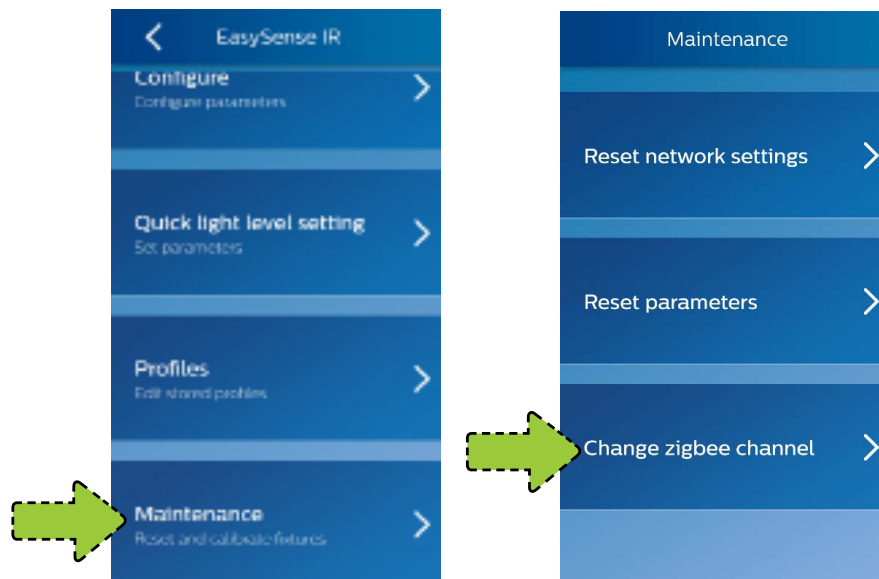 EasySense IR
Configure
Configure parameters
Quick light level setting
Set parameters
Profiles
Edit stored profiles
Maintenance
Reset and calibrate fixtures
Maintenance
Reset network settings
Reset parameters
Change zigbee channel